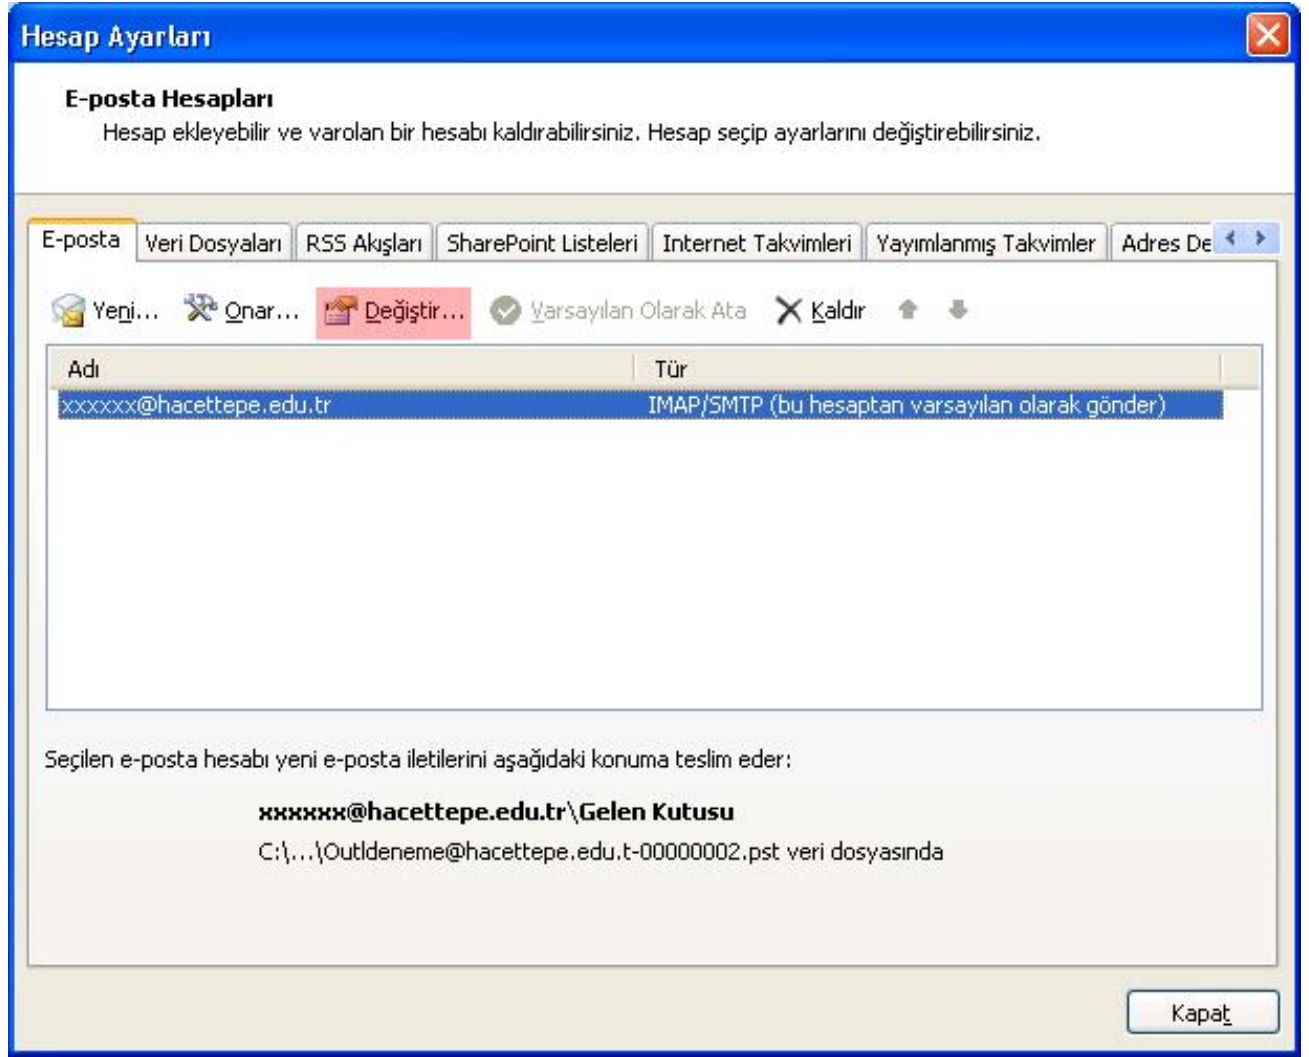 Hesap Ayarları
E-posta Hesapları
Hesap ekleyebilir ve varolan bir hesabı kaldırabilirsiniz. Hesap seçip ayarlarını değiştirebilirsiniz.
E-posta Veri Dosyaları RSS Akışları SharePoint Listeleri Internet Takvimleri Yayımlanmış Takvimler Adres De
Yeni... Onar... Değiştir... Varsayılan Olarak Ata Kaldır
Adı Tür
xxxxxx@hacettepe.edu.tr IMAP/SMTP (bu hesaptan varsayılan olarak gönder)
Seçilen e-posta hesabı yeni e-posta iletilerini aşağıdaki konuma teslim eder:
xxxxxx@hacettepe.edu.tr\Gelen Kutusu
C:\...\Outldeneme@hacettepe.edu.t-00000002.pst veri dosyasında
Kapat